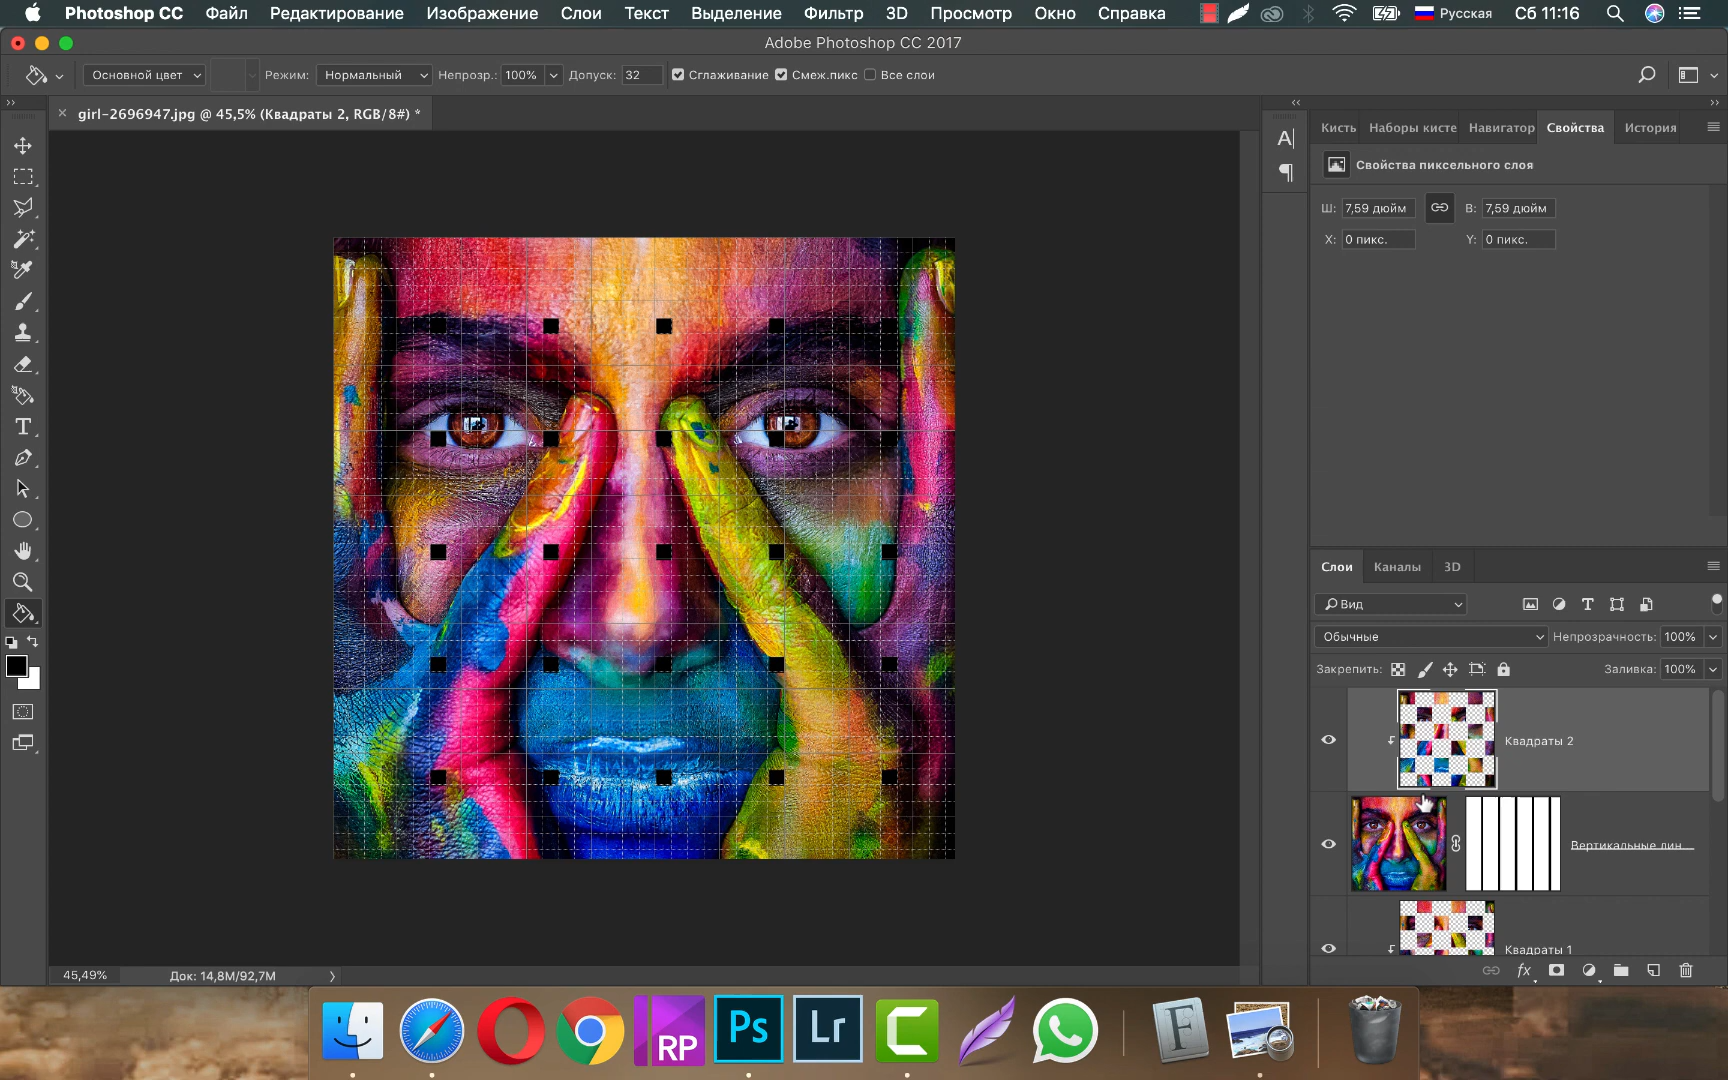 Photoshop CC Файл Редактирование Изображение Слои Текст Выделение Фильтр 3D Просмотр Окно Справка Русская Сб 11:16
Adobe Photoshop CC 2017
Основной цвет Режим: Нормальный Непрозр.: 100% Допуск: 32 Сглаживание Смеж.пикс Все слои
girl-2696947.jpg @ 45,5% (Квадраты 2, RGB/8#) *
Кисть Наборы кисте Навигатор Свойства История
Свойства пиксельного слоя
Ш: 7,59 дюйм В: 7,59 дюйм
X: 0 пикс. Y: 0 пикс.
Слои Каналы 3D
Вид
Обычные Непрозрачность: 100%
Закрепить: Заливка: 100%
Квадраты 2
Вертикальные лин...
Квадраты 1
45,49% Док: 14,8M/92,7M
RP Ps Lr C F